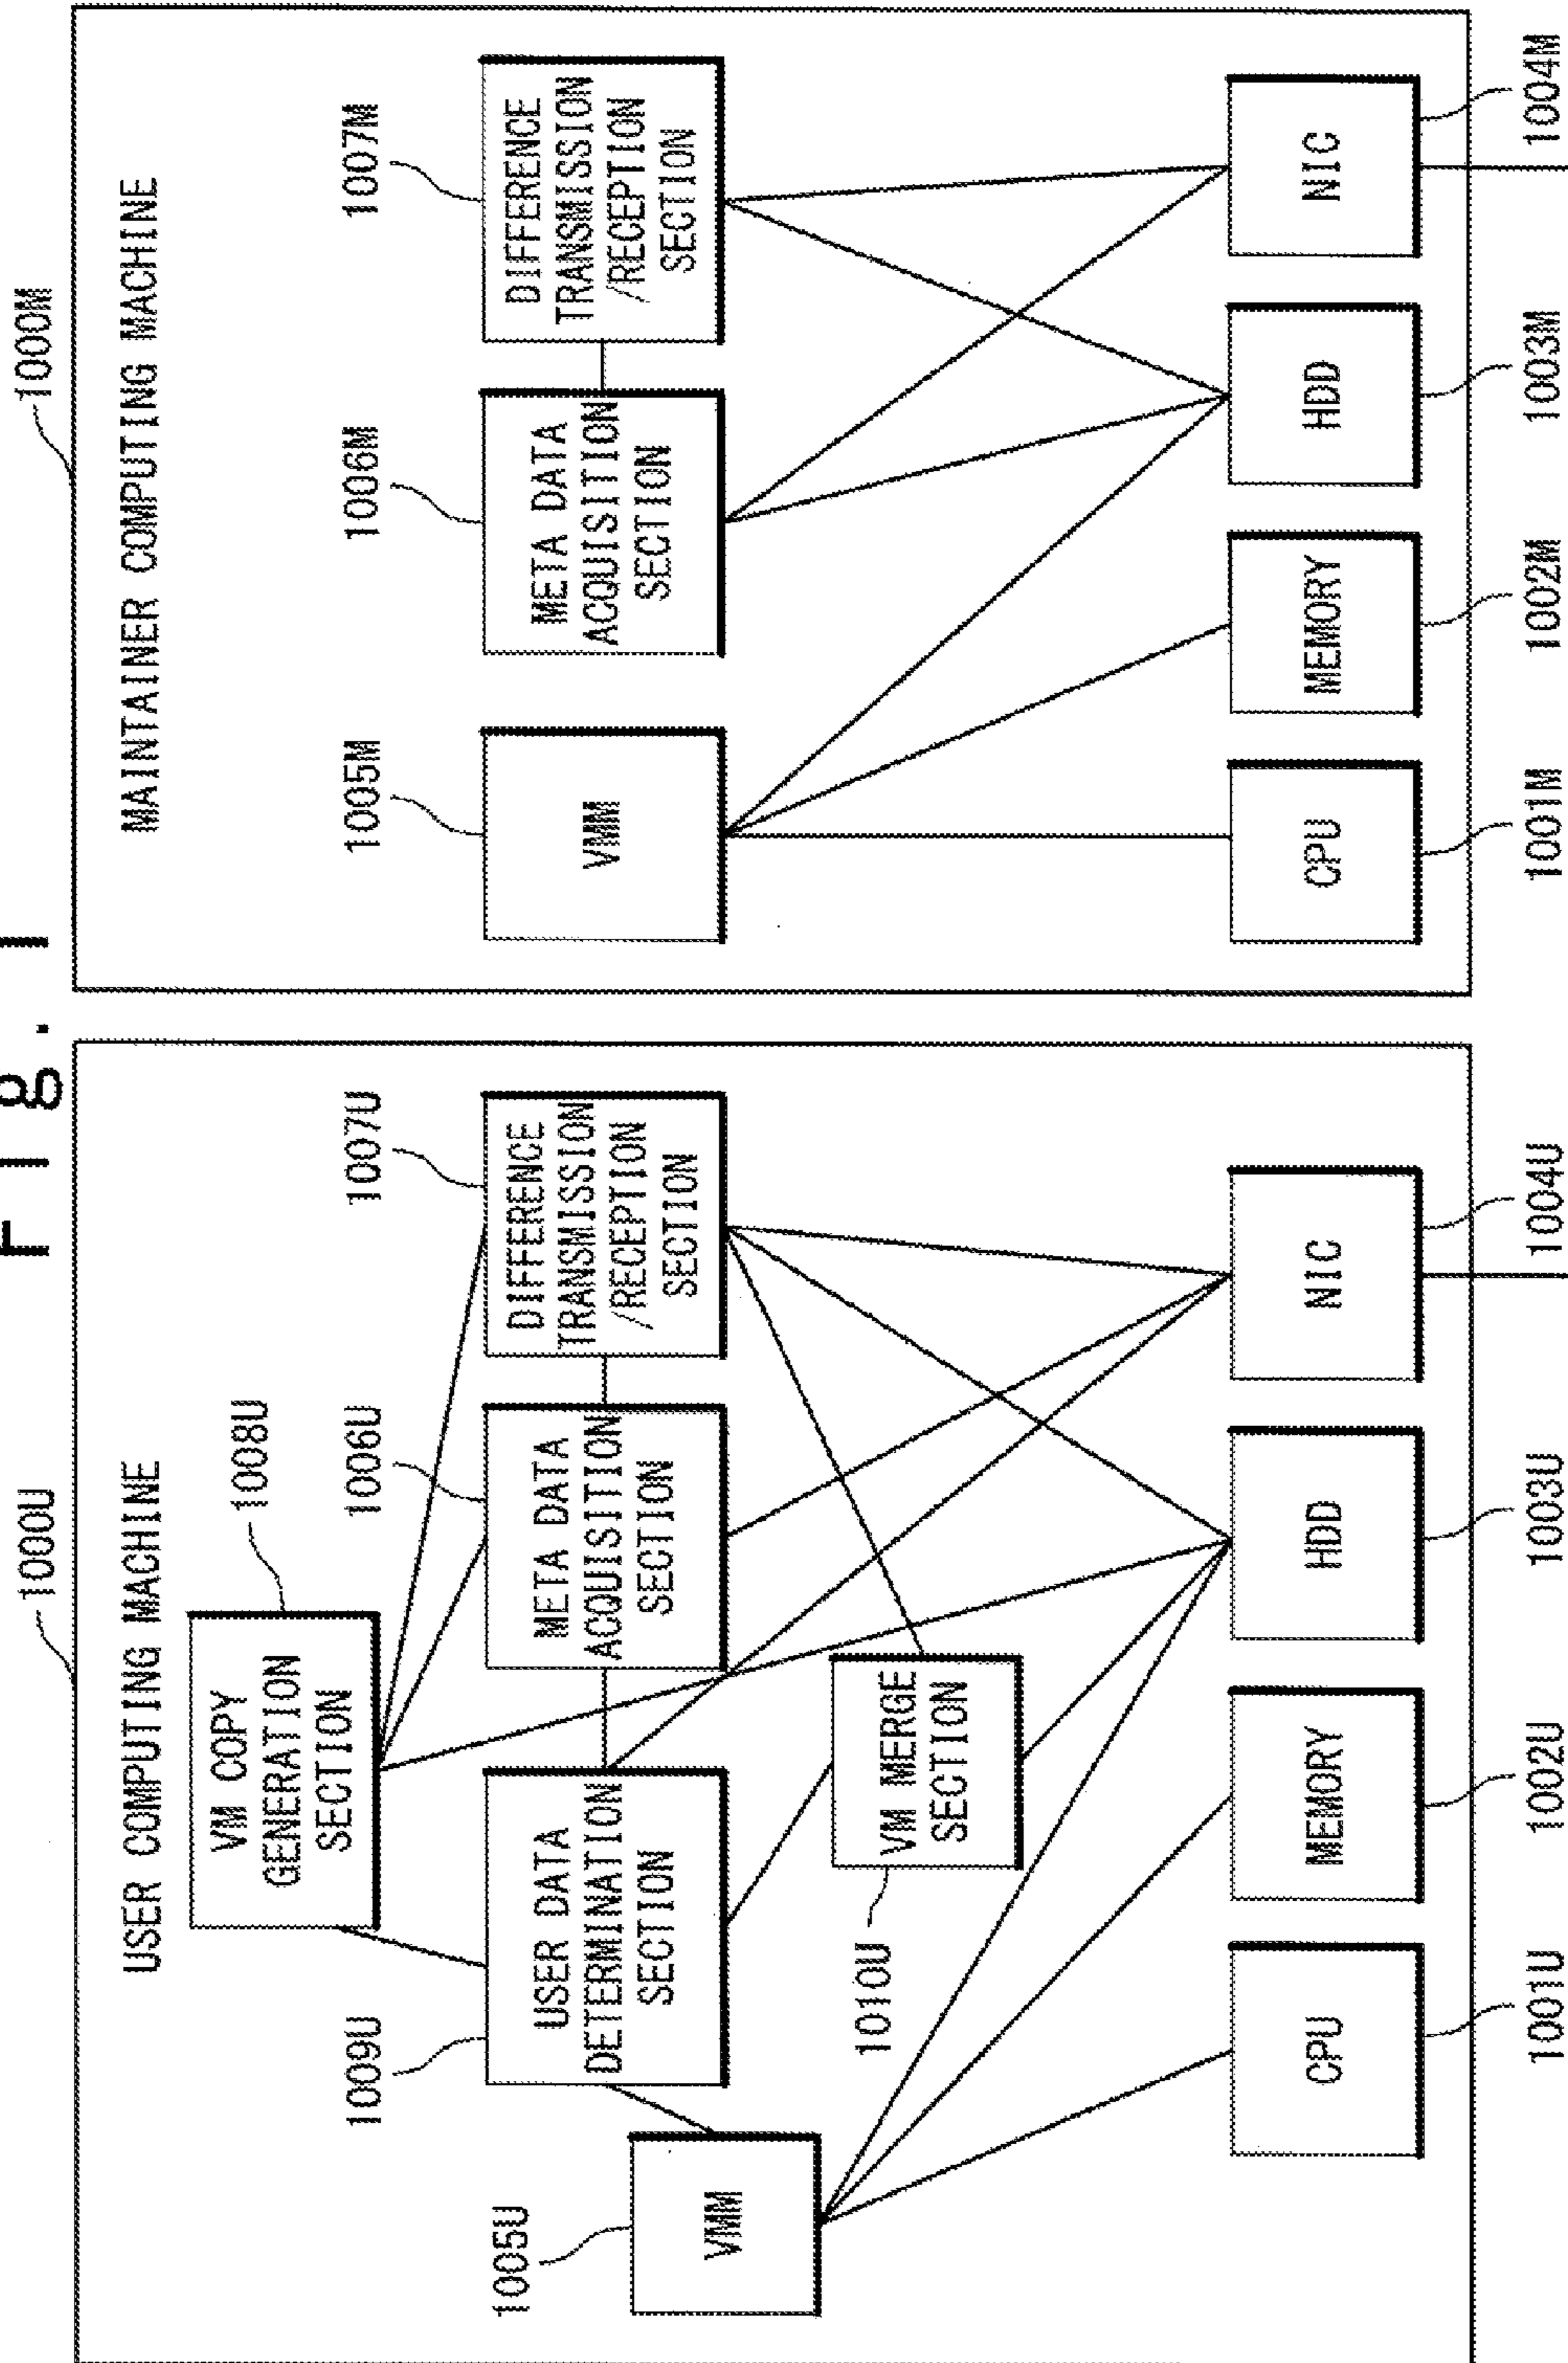 Fig. 1
1000U
USER COMPUTING MACHINE
VM COPY
GENERATION
SECTION
1008U
1009U
USER DATA
DETERMINATION
SECTION
1006U
META DATA
ACQUISITION
SECTION
1007U
DIFFERENCE
TRANSMISSION
/RECEPTION
SECTION
1005U
VMM
1010U
VM MERGE
SECTION
CPU
MEMORY
HDD
NIC
1001U
1002U
1003U
1004U
1000M
MAINTAINER COMPUTING MACHINE
1005M
VMM
1006M
META DATA
ACQUISITION
SECTION
1007M
DIFFERENCE
TRANSMISSION
/RECEPTION
SECTION
CPU
MEMORY
HDD
NIC
1001M
1002M
1003M
1004M